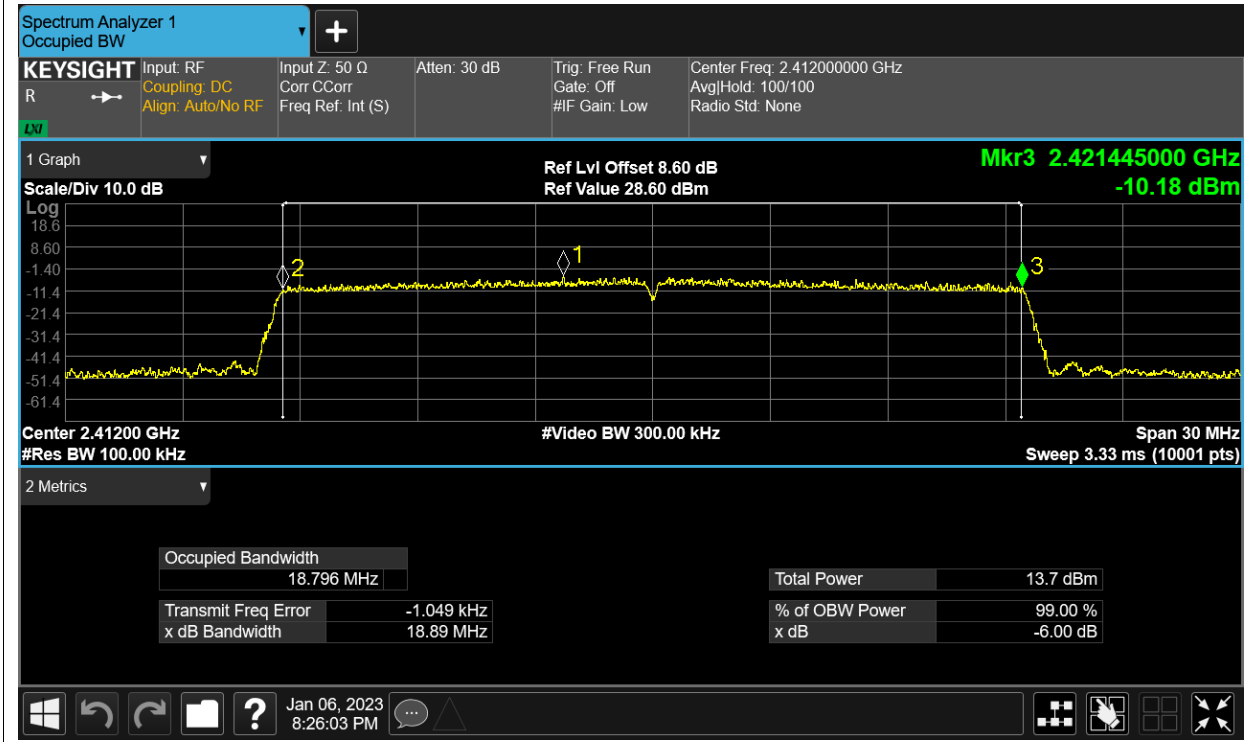 Spectrum Analyzer 1
Occupied BW
KEYSIGHT
R
LXI
Input: RF
Coupling: DC
Align: Auto/No RF
Input Z: 50 Ω
Corr CCorr
Freq Ref: Int (S)
Atten: 30 dB
Trig: Free Run
Gate: Off
#IF Gain: Low
Center Freq: 2.412000000 GHz
Avg|Hold: 100/100
Radio Std: None
1 Graph
Scale/Div 10.0 dB
Ref Lvl Offset 8.60 dB
Ref Value 28.60 dBm
Mkr3 2.421445000 GHz
-10.18 dBm
Log
18.6
8.60
-1.40
-11.4
-21.4
-31.4
-41.4
-51.4
-61.4
2
1
3
Center 2.41200 GHz
#Res BW 100.00 kHz
#Video BW 300.00 kHz
Span 30 MHz
Sweep 3.33 ms (10001 pts)
2 Metrics
Occupied Bandwidth
18.796 MHz
Transmit Freq Error -1.049 kHz
x dB Bandwidth 18.89 MHz
Total Power 13.7 dBm
% of OBW Power 99.00 %
x dB -6.00 dB
?
Jan 06, 2023
8:26:03 PM